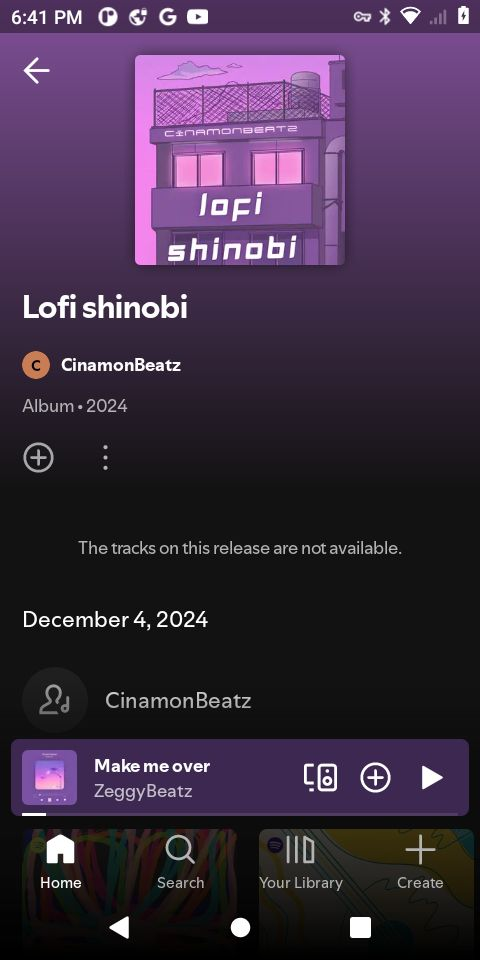 6:41 PM
CINAMONBEATZ
lofi
shinobi
Lofi shinobi
C
CinamonBeatz
Album • 2024
The tracks on this release are not available.
December 4, 2024
CinamonBeatz
Make me over
ZeggyBeatz
Home
Search
Your Library
Create